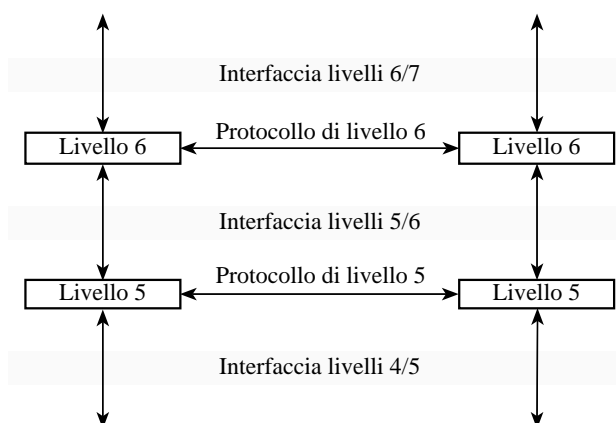 Interfaccia livelli 6/7
Protocollo di livello 6
Livello 6
Livello 6
Interfaccia livelli 5/6
Protocollo di livello 5
Livello 5
Livello 5
Interfaccia livelli 4/5